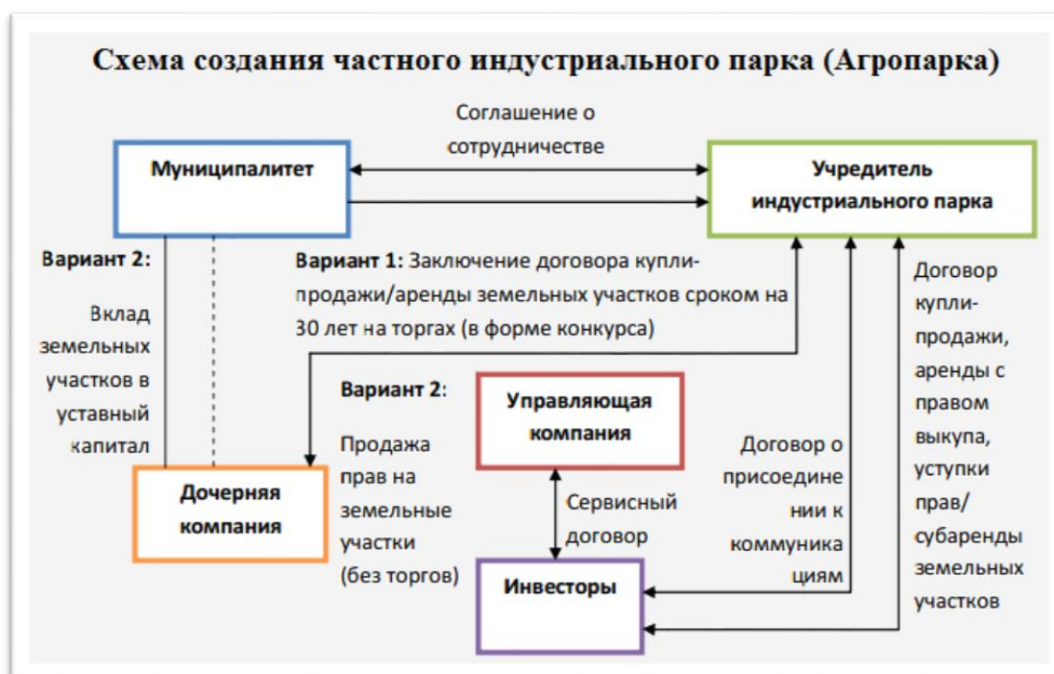 Схема создания частного индустриального парка (Агропарка)
Соглашение о
сотрудничестве
Муниципалитет
Учредитель
индустриального парка
Вариант 2:
Вклад
земельных
участков в
уставный
капитал
Вариант 1: Заключение договора купли-
продажи/аренды земельных участков сроком на
30 лет на торгах (в форме конкурса)
Договор
купли-
продажи,
аренды с
правом
выкупа,
уступки
прав/
субаренды
земельных
участков
Вариант 2:
Продажа
прав на
земельные
участки
(без торгов)
Управляющая
компания
Договор о
присоедине
нии к
коммуника
циям
Дочерняя
компания
Сервисный
договор
Инвесторы